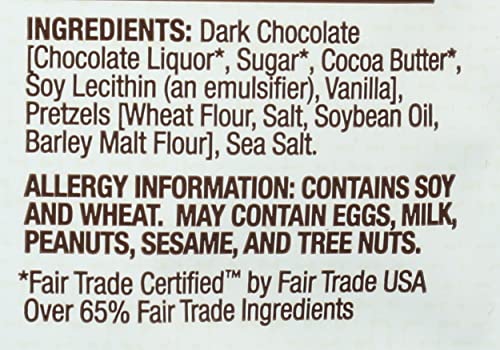 INGREDIENTS: Dark Chocolate
[Chocolate Liquor*, Sugar*, Cocoa Butter*,
Soy Lecithin (an emulsifier), Vanilla],
Pretzels [Wheat Flour, Salt, Soybean Oil,
Barley Malt Flour], Sea Salt.
ALLERGY INFORMATION: CONTAINS SOY
AND WHEAT. MAY CONTAIN EGGS, MILK,
PEANUTS, SESAME, AND TREE NUTS.
*Fair Trade Certified™ by Fair Trade USA
Over 65% Fair Trade Ingredients